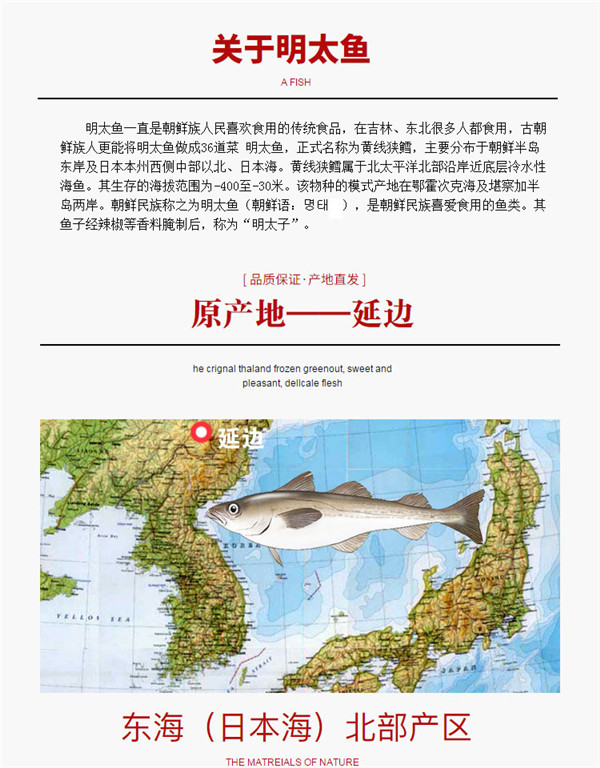 关于明太鱼
A FISH
明太鱼一直是朝鲜族人民喜欢食用的传统食品，在吉林、东北很多人都食用，古朝
鲜族人更能将明太鱼做成36道菜 明太鱼，正式名称为黄线狭鳕，主要分布于朝鲜半岛
东岸及日本本州西侧中部以北、日本海。黄线狭鳕属于北太平洋北部沿岸近底层冷水性
海鱼。其生存的海拔范围为-400至-30米。该物种的模式产地在鄂霍次克海及堪察加半
岛两岸。朝鲜民族称之为明太鱼（朝鲜语：명태 ），是朝鲜民族喜爱食用的鱼类。其
鱼子经辣椒等香料腌制后，称为“明太子”。
[ 品质保证·产地直发 ]
原产地——延边
he crignal thaland frozen greenout, sweet and
pleasant, dellcale flesh
延边
KOREA
YELLOW SEA
STRAIT
JAPAN
东海（日本海）北部产区
THE MATREIALS OF NATURE